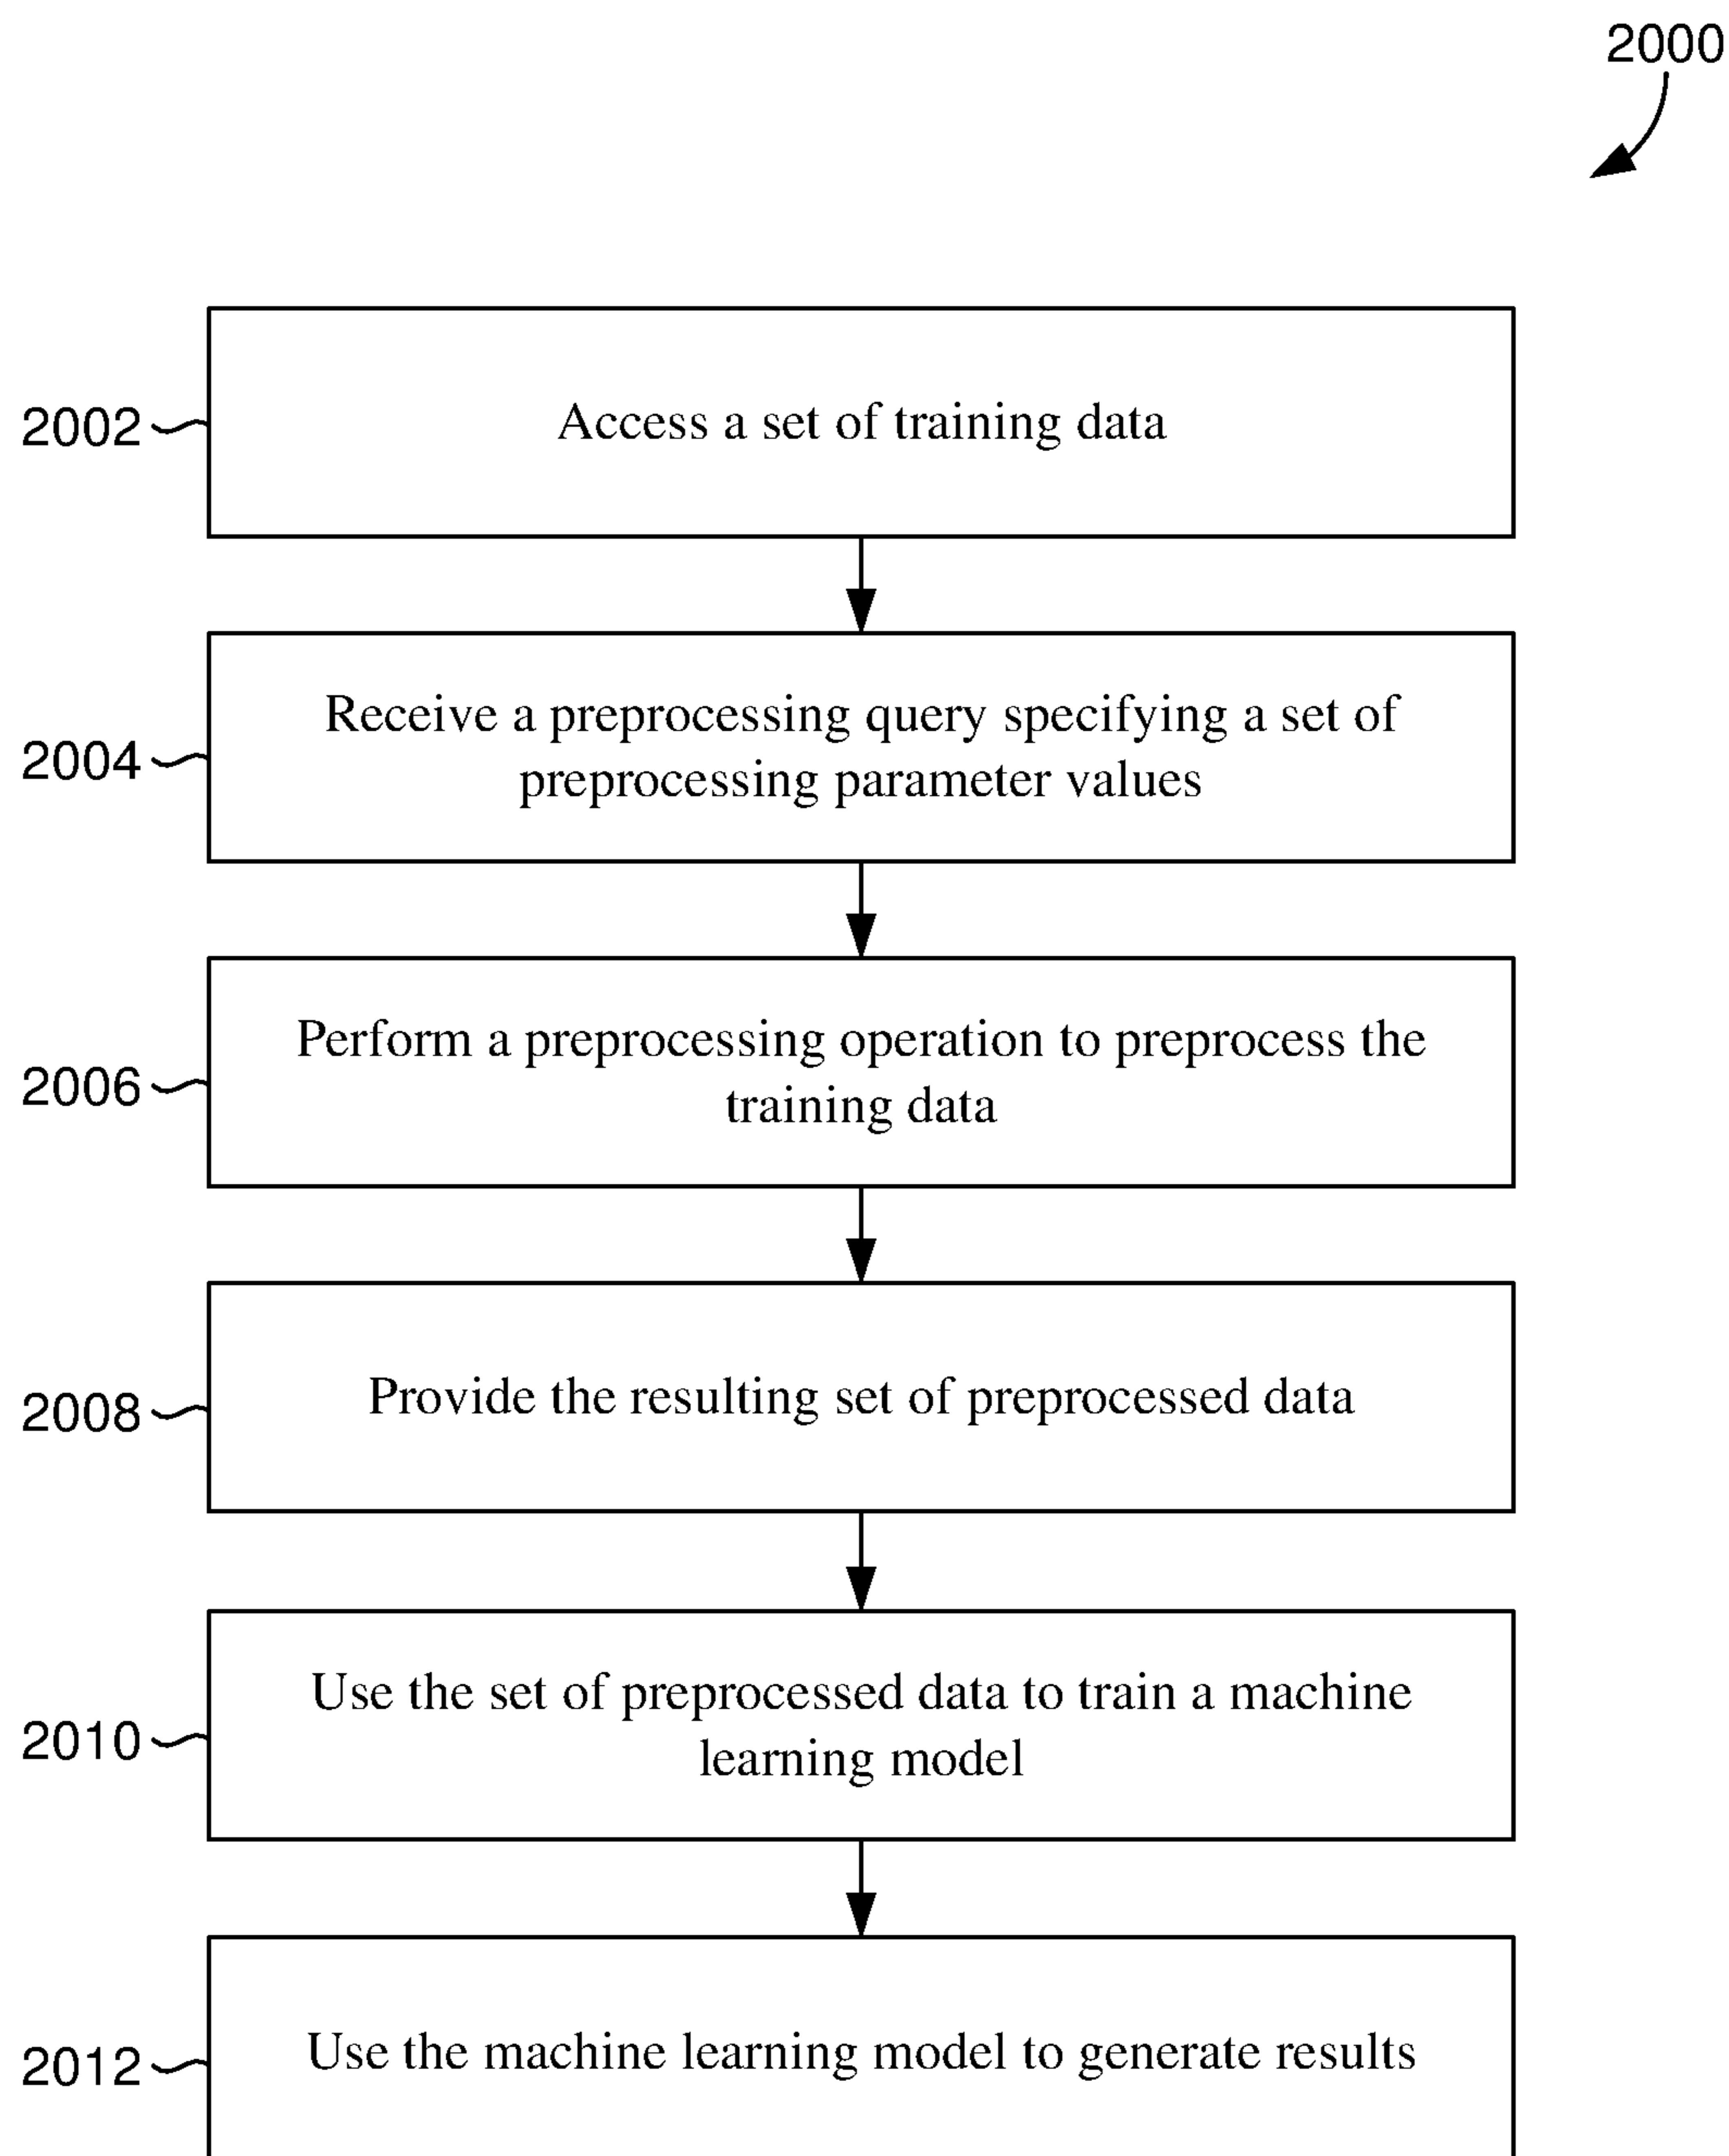 2000
2002
Access a set of training data
2004
Receive a preprocessing query specifying a set of
preprocessing parameter values
2006
Perform a preprocessing operation to preprocess the
training data
2008
Provide the resulting set of preprocessed data
2010
Use the set of preprocessed data to train a machine
learning model
2012
Use the machine learning model to generate results